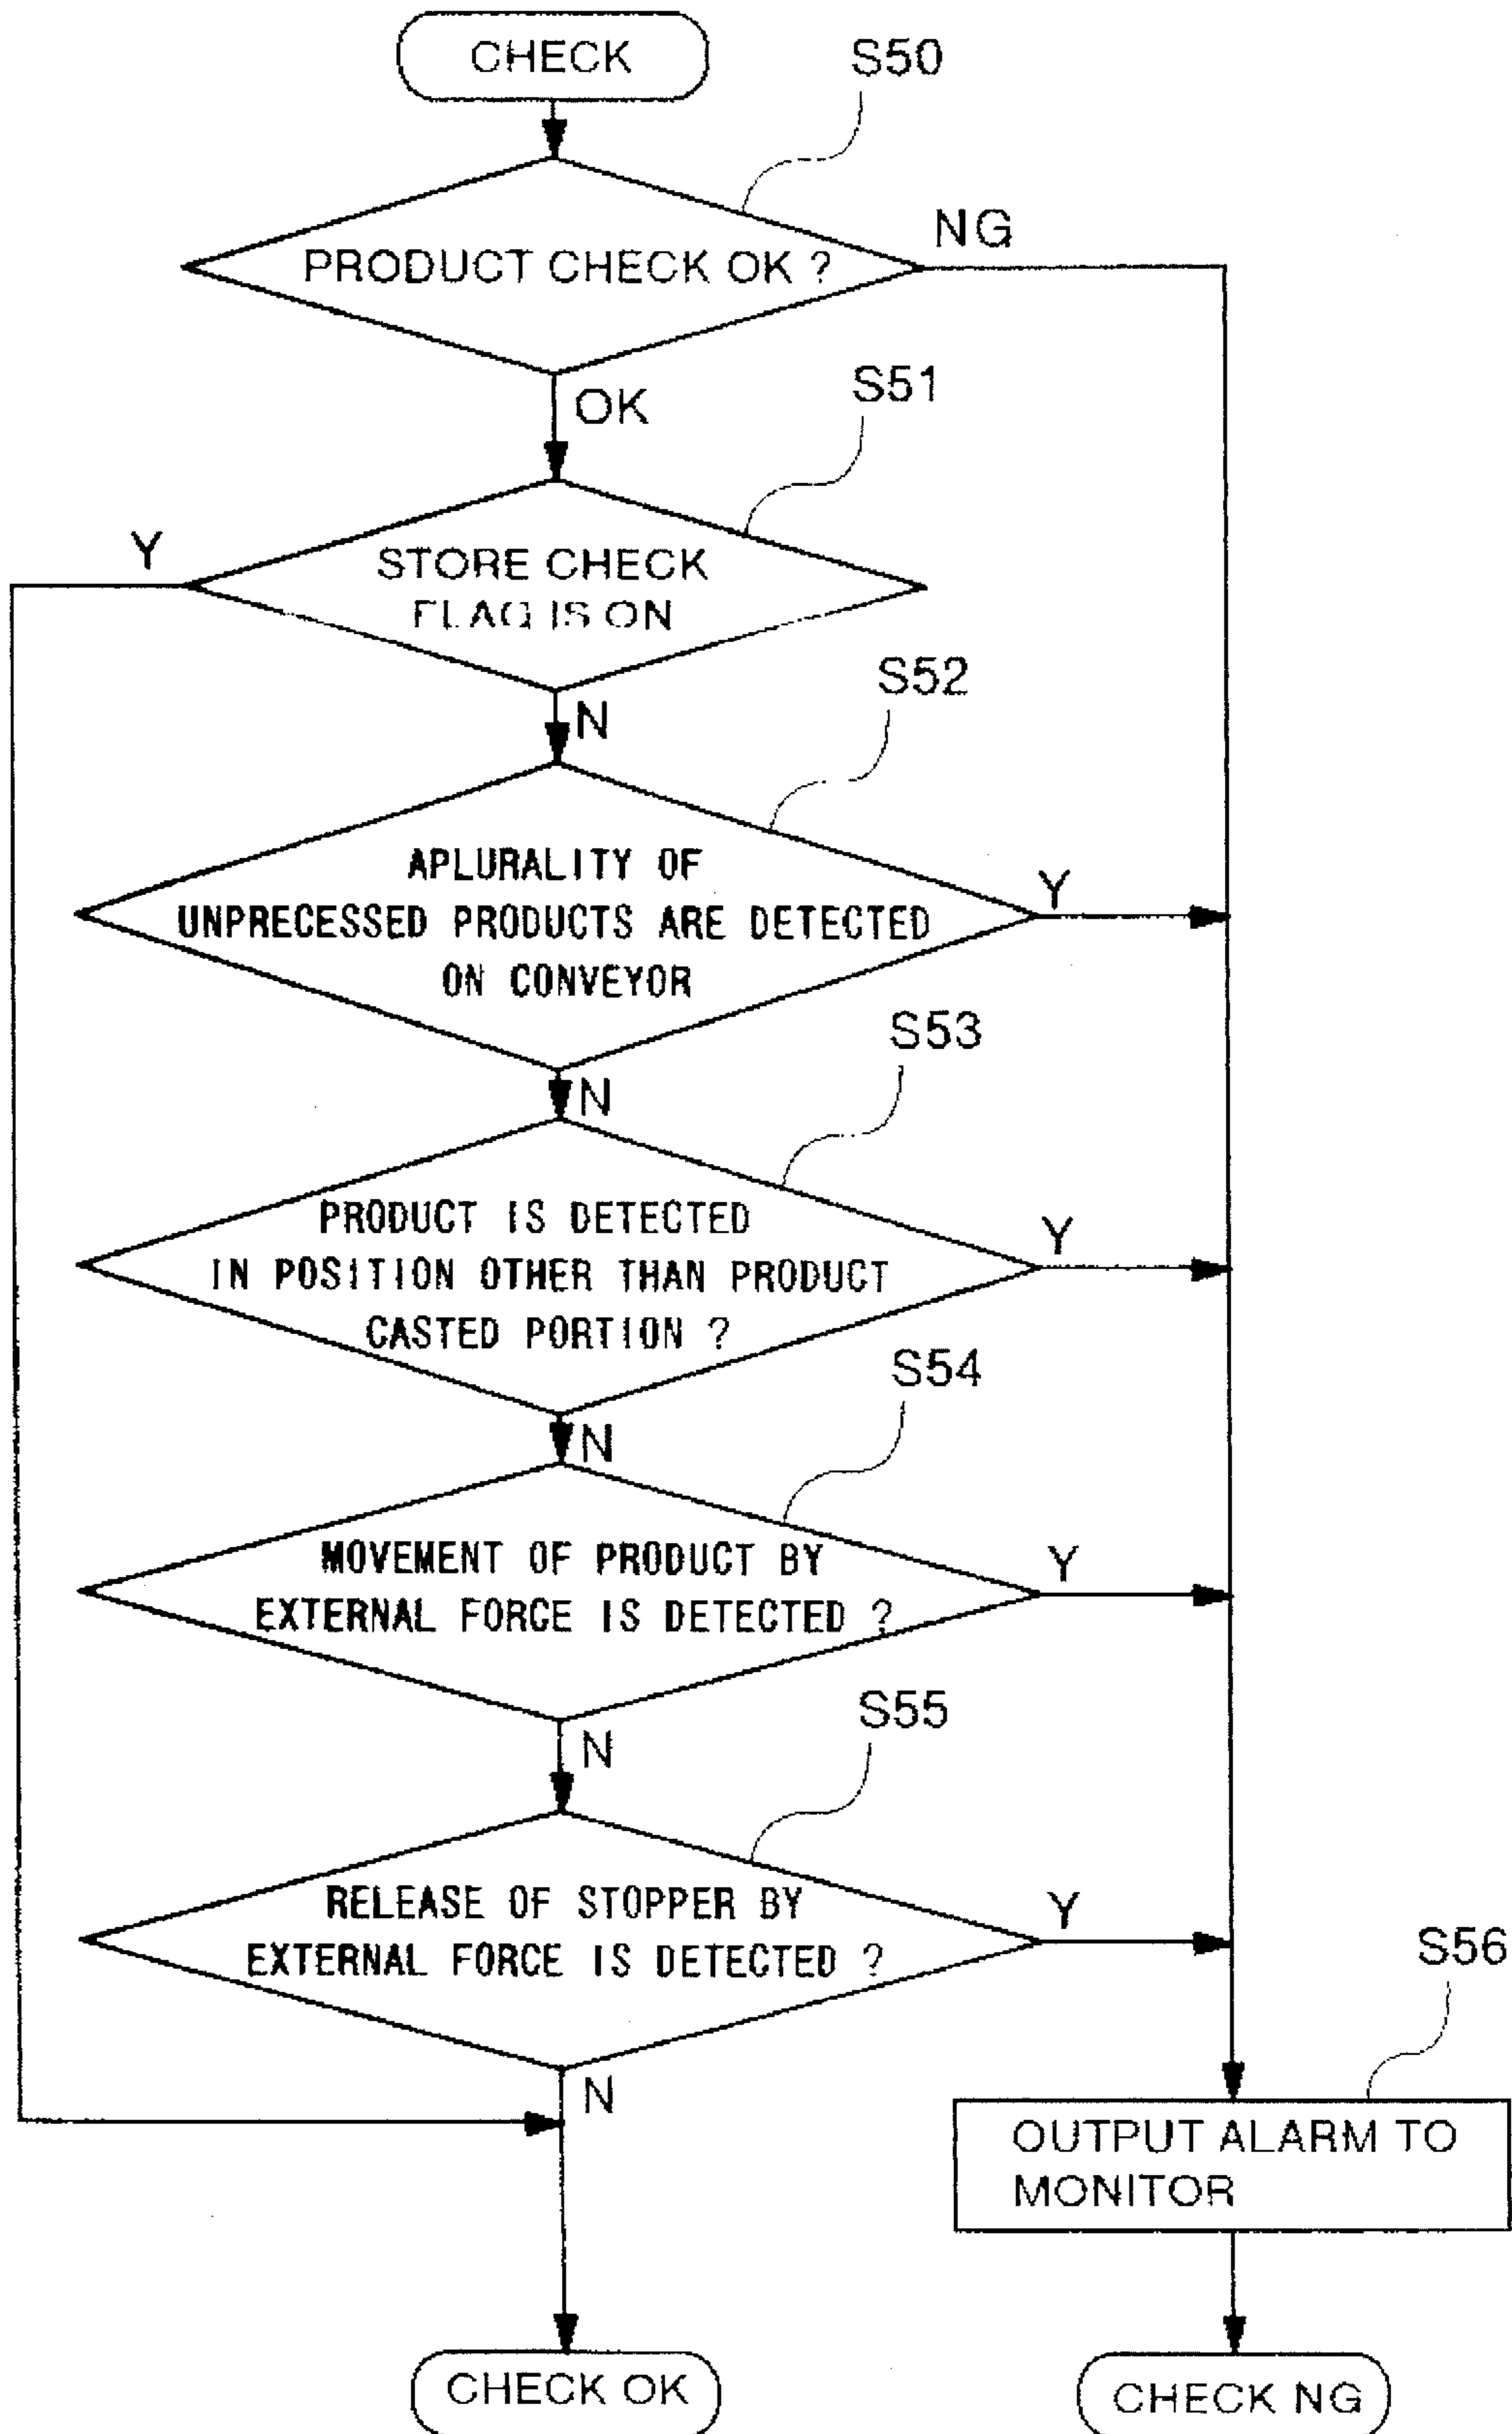 CHECK
S50
PRODUCT CHECK OK ?
NG
OK
S51
Y
STORE CHECK
FLAG IS ON
N
S52
APLURALITY OF
UNPRECESSED PRODUCTS ARE DETECTED
ON CONVEYOR
Y
N
S53
PRODUCT IS DETECTED
IN POSITION OTHER THAN PRODUCT
CASTED PORTION ?
Y
N
S54
MOVEMENT OF PRODUCT BY
EXTERNAL FORCE IS DETECTED ?
Y
N
S55
RELEASE OF STOPPER BY
EXTERNAL FORCE IS DETECTED ?
Y
N
S56
OUTPUT ALARM TO
MONITOR
CHECK OK
CHECK NG